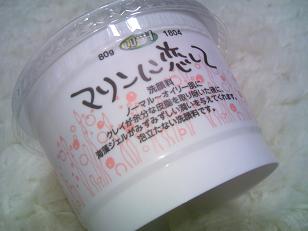 80g
1804
マリンに恋して
洗顔料
ノーマル～オイリー肌に
クレイが余分な皮脂を取り除いた後に、
海藻ジェルがみずみずしい潤いを与えてくれます。
泡立たない洗顔料です。